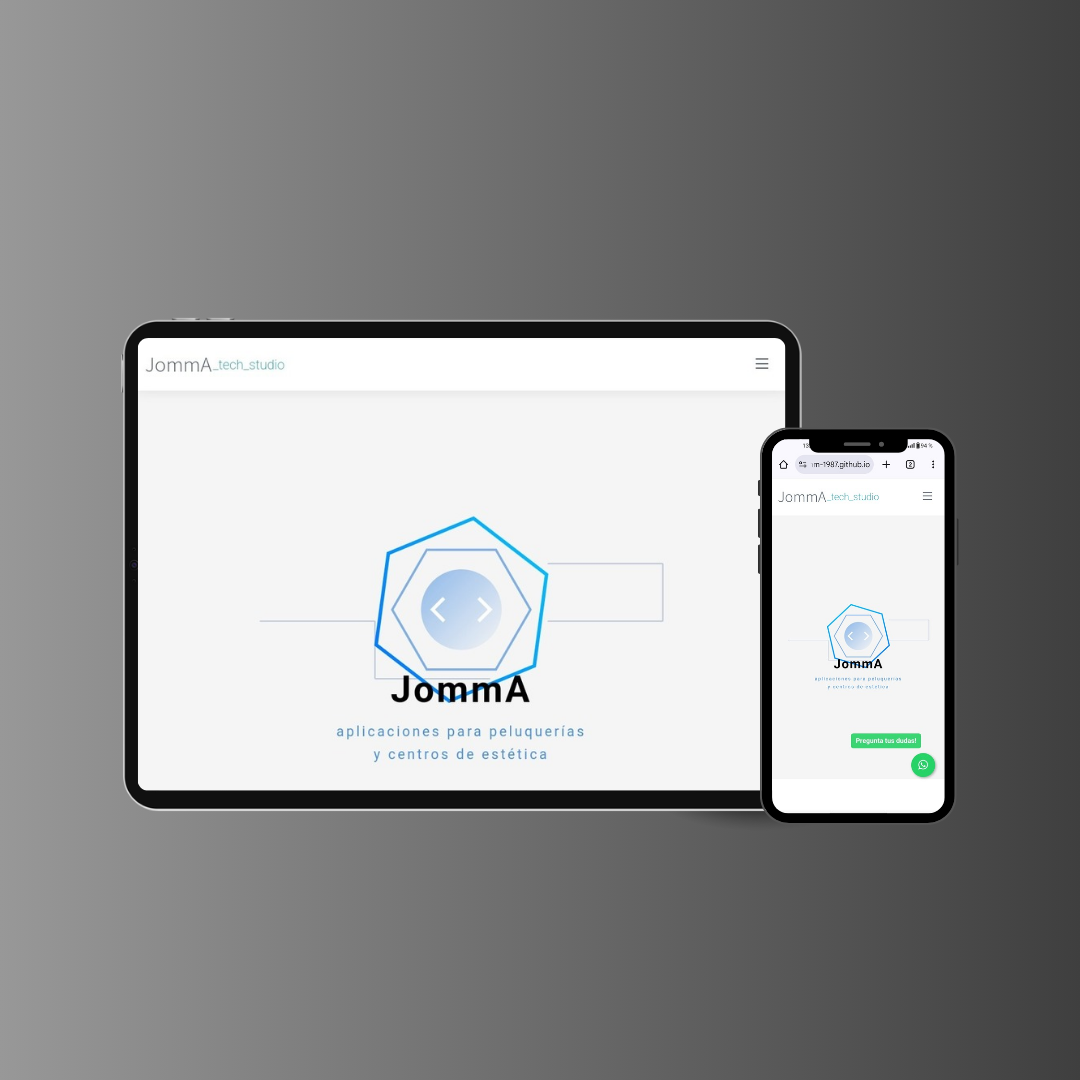 JommA_tech_studio
JommA
aplicaciones para peluquerías
y centros de estética
94 %
m-1987.github.io
2
JommA_tech_studio
JommA
aplicaciones para peluquerías
y centros de estética
Pregunta tus dudas!